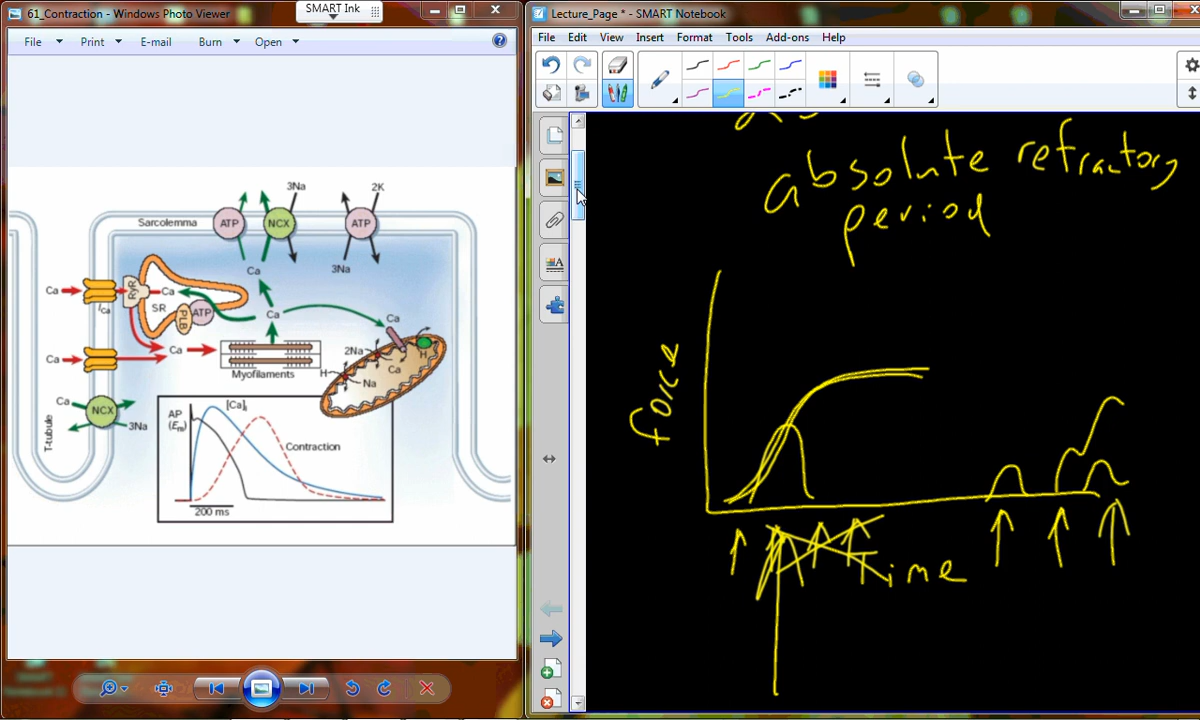 61_Contraction - Windows Photo Viewer
SMART Ink
File Print E-mail Burn Open
3Na
2K
Sarcolemma
ATP
NCX
ATP
Ca
3Na
Ca
RyR
Ca
ICa
SR
PLB
ATP
Ca
Ca
Ca
Ca
Myofilaments
2Na
Ca
H
H
Na
Ca
NCX
3Na
T-tubule
AP
(Em)
[Ca]i
Contraction
200 ms
Lecture_Page * - SMART Notebook
File Edit View Insert Format Tools Add-ons Help
absolute refractory
period
force
Time